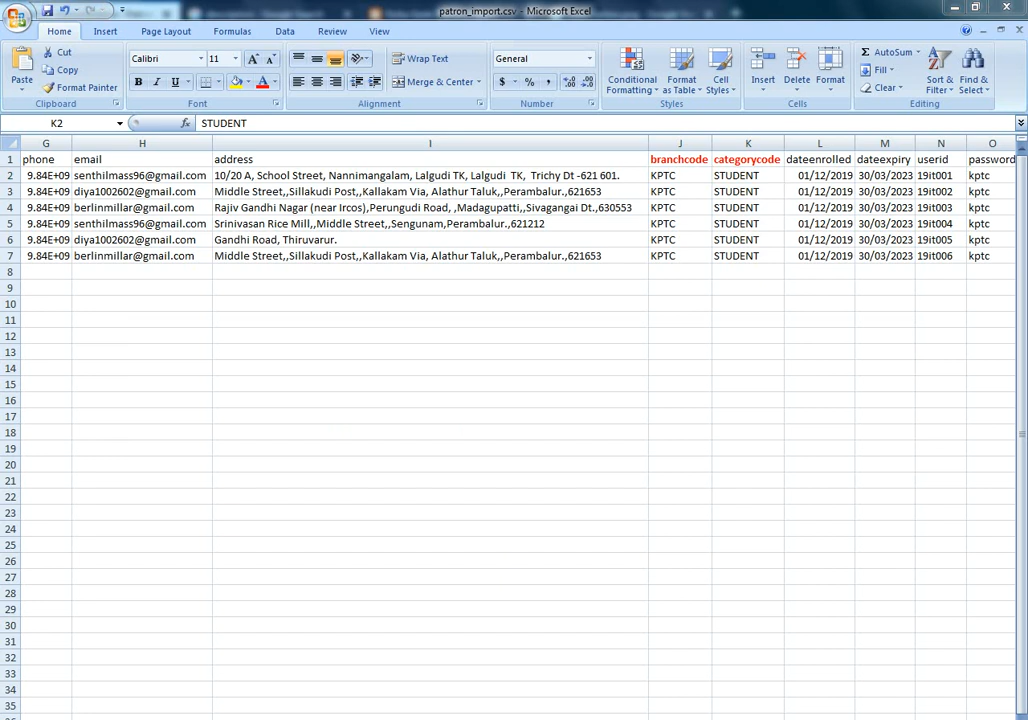 patron_import.csv - Microsoft Excel
Home Insert Page Layout Formulas Data Review View
Cut Calibri 11 Wrap Text General AutoSum
Copy Fill
Paste Format Painter Merge & Center Conditional Formatting Format as Table Cell Styles Insert Delete Format Clear Sort & Filter Find & Select
Clipboard Font Alignment Number Styles Cells Editing
K2 fx STUDENT
G H I J K L M N O
1 phone email address branchcode categorycode dateenrolled dateexpiry userid password
2 9.84E+09 senthilmass96@gmail.com 10/20 A, School Street, Nannimangalam, Lalgudi TK, Lalgudi TK, Trichy Dt -621 601. KPTC STUDENT 01/12/2019 30/03/2023 19it001 kptc
3 9.84E+09 diya1002602@gmail.com Middle Street,,Sillakudi Post,,Kallakam Via, Alathur Taluk,,Perambalur.,621653 KPTC STUDENT 01/12/2019 30/03/2023 19it002 kptc
4 9.84E+09 berlinmillar@gmail.com Rajiv Gandhi Nagar (near Ircos),Perungudi Road, ,Madagupatti,,Sivagangai Dt.,630553 KPTC STUDENT 01/12/2019 30/03/2023 19it003 kptc
5 9.84E+09 senthilmass96@gmail.com Srinivasan Rice Mill,,Middle Street,,Sengunam,Perambalur.,621212 KPTC STUDENT 01/12/2019 30/03/2023 19it004 kptc
6 9.84E+09 diya1002602@gmail.com Gandhi Road, Thiruvarur. KPTC STUDENT 01/12/2019 30/03/2023 19it005 kptc
7 9.84E+09 berlinmillar@gmail.com Middle Street,,Sillakudi Post,,Kallakam Via, Alathur Taluk,,Perambalur.,621653 KPTC STUDENT 01/12/2019 30/03/2023 19it006 kptc
8
9
10
11
12
13
14
15
16
17
18
19
20
21
22
23
24
25
26
27
28
29
30
31
32
33
34
35